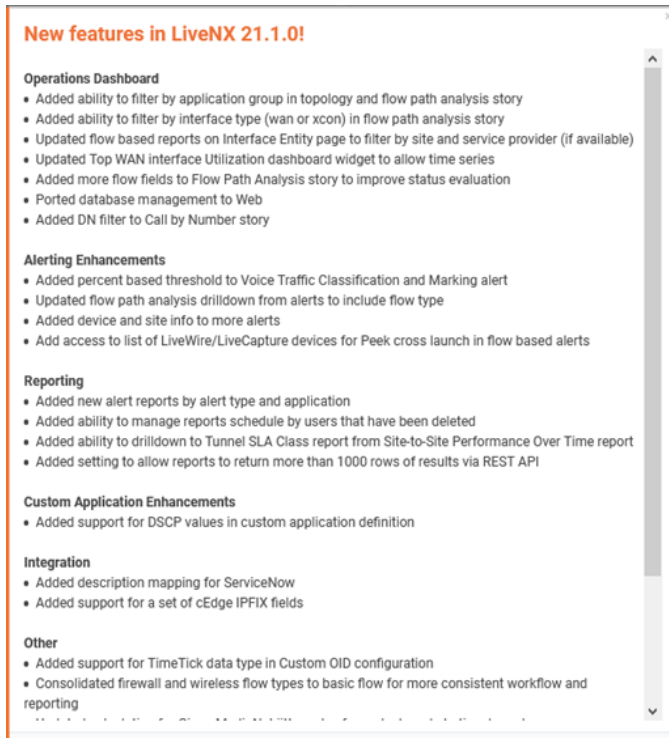 New features in LiveNX 21.1.0!
Operations Dashboard
• Added ability to filter by application group in topology and flow path analysis story
• Added ability to filter by interface type (wan or xcon) in flow path analysis story
• Updated flow based reports on Interface Entity page to filter by site and service provider (if available)
• Updated Top WAN interface Utilization dashboard widget to allow time series
• Added more flow fields to Flow Path Analysis story to improve status evaluation
• Ported database management to Web
• Added DN filter to Call by Number story
Alerting Enhancements
• Added percent based threshold to Voice Traffic Classification and Marking alert
• Updated flow path analysis drilldown from alerts to include flow type
• Added device and site info to more alerts
• Add access to list of LiveWire/LiveCapture devices for Peek cross launch in flow based alerts
Reporting
• Added new alert reports by alert type and application
• Added ability to manage reports schedule by users that have been deleted
• Added ability to drilldown to Tunnel SLA Class report from Site-to-Site Performance Over Time report
• Added setting to allow reports to return more than 1000 rows of results via REST API
Custom Application Enhancements
• Added support for DSCP values in custom application definition
Integration
• Added description mapping for ServiceNow
• Added support for a set of cEdge IPFIX fields
Other
• Added support for TimeTick data type in Custom OID configuration
• Consolidated firewall and wireless flow types to basic flow for more consistent workflow and
reporting